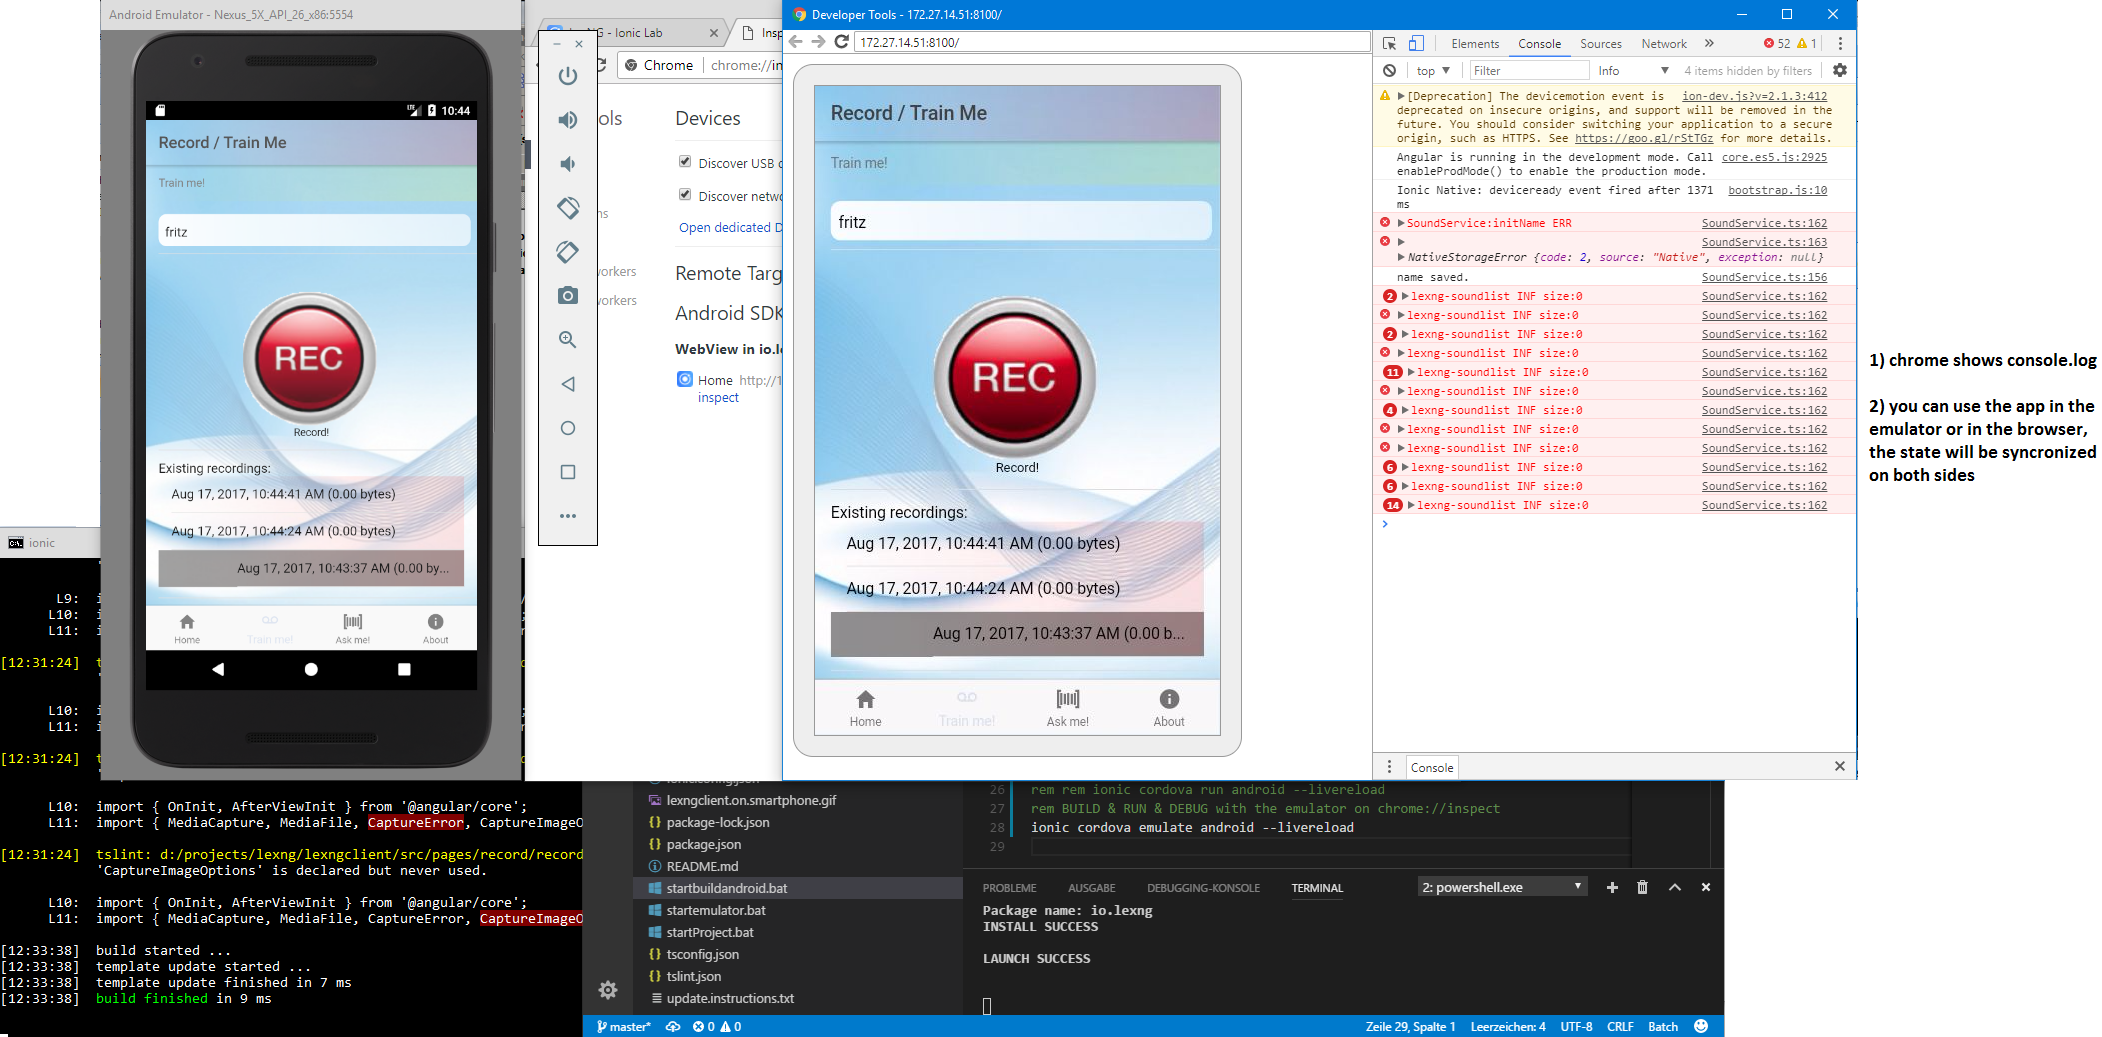 Android Emulator - Nexus_5X_API_26_x86:5554
LTE 10:44
Record / Train Me
Train me!
fritz
REC
Record!
Existing recordings:
Aug 17, 2017, 10:44:41 AM (0.00 bytes)
Aug 17, 2017, 10:44:24 AM (0.00 bytes)
Aug 17, 2017, 10:43:37 AM (0.00 by...
Home
Train me!
Ask me!
About
- Ionic Lab
Insp
Chrome
chrome://in
ols
Devices
Discover USB
Discover netwo
Open dedicated D
ns
workers
workers
Remote Targ
Android SDK
WebView in io.l
Home http://1
inspect
Developer Tools - 172.27.14.51:8100/
172.27.14.51:8100/
Record / Train Me
Train me!
fritz
REC
Record!
Existing recordings:
Aug 17, 2017, 10:44:41 AM (0.00 bytes)
Aug 17, 2017, 10:44:24 AM (0.00 bytes)
Aug 17, 2017, 10:43:37 AM (0.00 b...
Home
Train me!
Ask me!
About
Elements Console Sources Network » 52 1
top Filter Info 4 items hidden by filters
[Deprecation] The devicemotion event is ion-dev.js?v=2.1.3:412
deprecated on insecure origins, and support will be removed in the
future. You should consider switching your application to a secure
origin, such as HTTPS. See https://goo.gl/rStTGz for more details.
Angular is running in the development mode. Call core.es5.js:2925
enableProdMode() to enable the production mode.
Ionic Native: deviceready event fired after 1371 bootstrap.js:10
ms
SoundService:initName ERR SoundService.ts:162
SoundService.ts:163
NativeStorageError {code: 2, source: "Native", exception: null}
name saved. SoundService.ts:156
2 lexng-soundlist INF size:0 SoundService.ts:162
lexng-soundlist INF size:0 SoundService.ts:162
2 lexng-soundlist INF size:0 SoundService.ts:162
lexng-soundlist INF size:0 SoundService.ts:162
11 lexng-soundlist INF size:0 SoundService.ts:162
lexng-soundlist INF size:0 SoundService.ts:162
4 lexng-soundlist INF size:0 SoundService.ts:162
lexng-soundlist INF size:0 SoundService.ts:162
lexng-soundlist INF size:0 SoundService.ts:162
6 lexng-soundlist INF size:0 SoundService.ts:162
6 lexng-soundlist INF size:0 SoundService.ts:162
14 lexng-soundlist INF size:0 SoundService.ts:162
Console
1) chrome shows console.log
2) you can use the app in the
emulator or in the browser,
the state will be syncronized
on both sides
ionic
L9: i
L10: i
L11: i
[12:31:24] t
L10: i
L11: i
[12:31:24] t
L10: import { OnInit, AfterViewInit } from '@angular/core';
L11: import { MediaCapture, MediaFile, CaptureError, CaptureImageO
[12:31:24] tslint: d:/projects/lexng/lexngclient/src/pages/record/record
'CaptureImageOptions' is declared but never used.
L10: import { OnInit, AfterViewInit } from '@angular/core';
L11: import { MediaCapture, MediaFile, CaptureError, CaptureImageO
[12:33:38] build started ...
[12:33:38] template update started ...
[12:33:38] template update finished in 7 ms
[12:33:38] build finished in 9 ms
lexngclient.on.smartphone.gif
package-lock.json
package.json
README.md
startbuildandroid.bat
startemulator.bat
startProject.bat
tsconfig.json
tslint.json
update.instructions.txt
26 rem rem ionic cordova run android --livereload
27 rem BUILD & RUN & DEBUG with the emulator on chrome://inspect
28 ionic cordova emulate android --livereload
29
PROBLEME AUSGABE DEBUGGING-KONSOLE TERMINAL 2: powershell.exe
Package name: io.lexng
INSTALL SUCCESS
LAUNCH SUCCESS
master* 0 0 Zeile 29, Spalte 1 Leerzeichen: 4 UTF-8 CRLF Batch